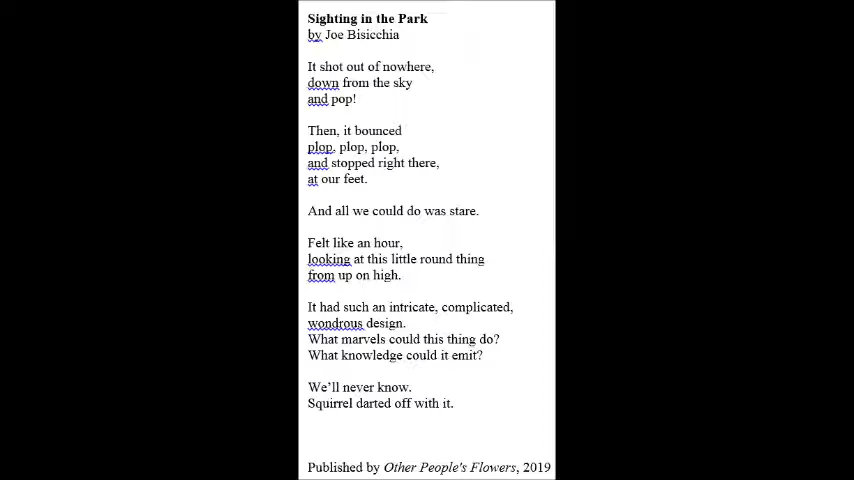 Sighting in the Park
by Joe Bisicchia
It shot out of nowhere,
down from the sky
and pop!
Then, it bounced
plop, plop, plop,
and stopped right there,
at our feet.
And all we could do was stare.
Felt like an hour,
looking at this little round thing
from up on high.
It had such an intricate, complicated,
wondrous design.
What marvels could this thing do?
What knowledge could it emit?
We’ll never know.
Squirrel darted off with it.
Published by Other People's Flowers, 2019